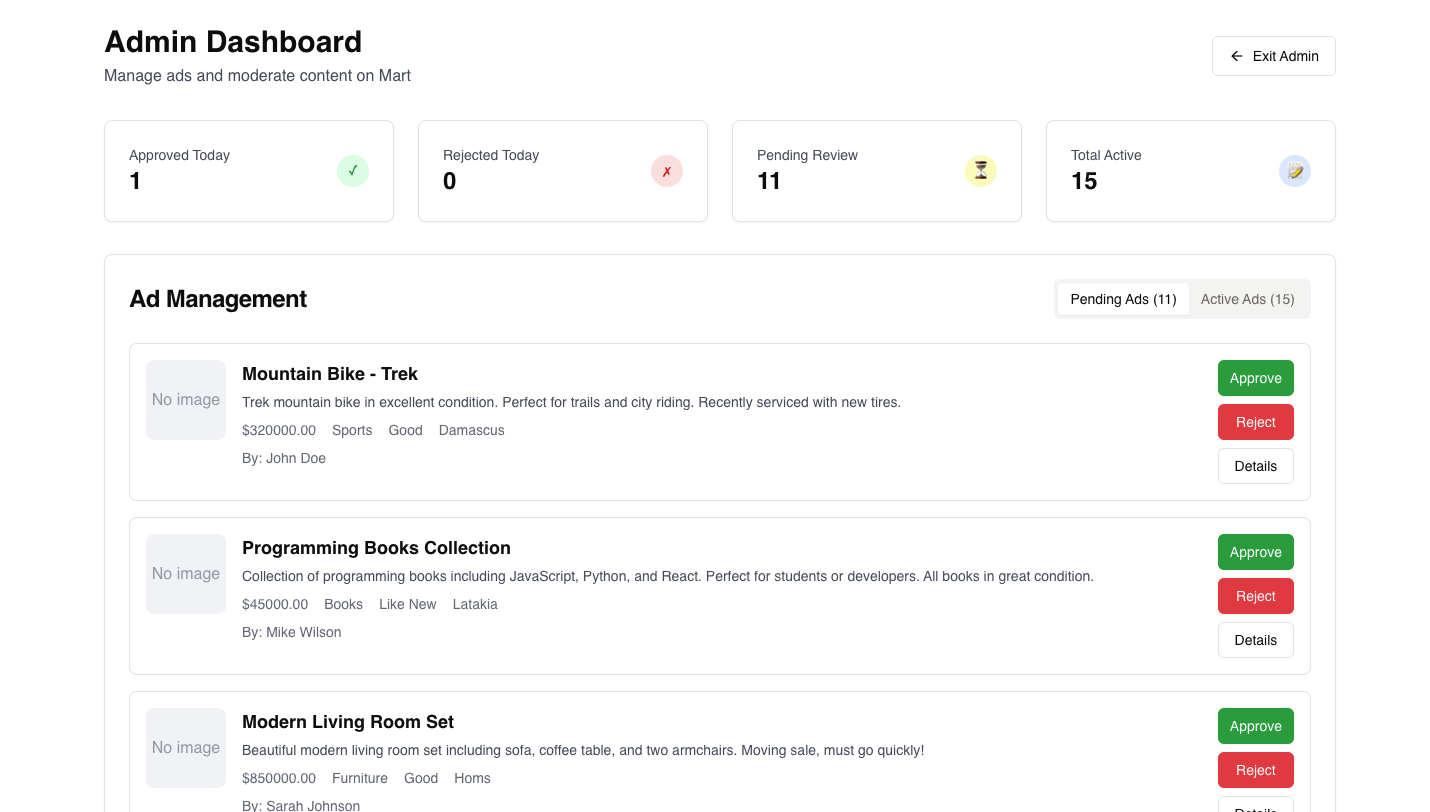 Admin Dashboard
Manage ads and moderate content on Mart
← Exit Admin
Approved Today
1
✓
Rejected Today
0
✗
Pending Review
11
Total Active
15
Ad Management
Pending Ads (11)
Active Ads (15)
No image
Mountain Bike - Trek
Trek mountain bike in excellent condition. Perfect for trails and city riding. Recently serviced with new tires.
$320000.00 Sports Good Damascus
By: John Doe
Approve
Reject
Details
No image
Programming Books Collection
Collection of programming books including JavaScript, Python, and React. Perfect for students or developers. All books in great condition.
$45000.00 Books Like New Latakia
By: Mike Wilson
Approve
Reject
Details
No image
Modern Living Room Set
Beautiful modern living room set including sofa, coffee table, and two armchairs. Moving sale, must go quickly!
$850000.00 Furniture Good Homs
By: Sarah Johnson
Approve
Reject
Details